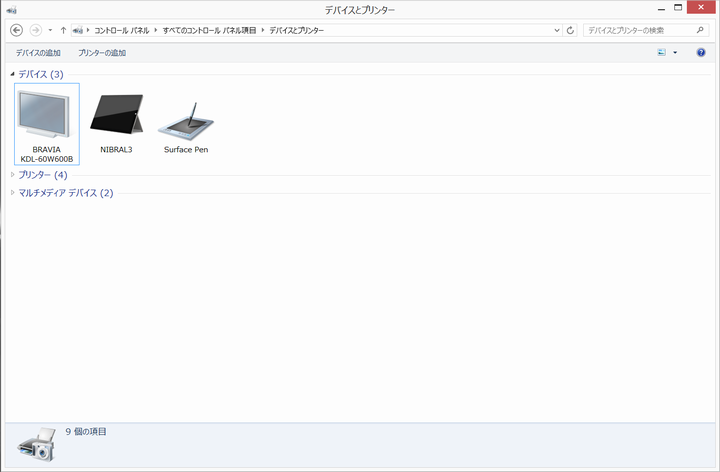 デバイスとプリンター
コントロール パネル すべてのコントロール パネル項目 デバイスとプリンター
デバイスとプリンターの検索
デバイスの追加 プリンターの追加
デバイス (3)
BRAVIA
KDL-60W600B
NIBRAL3
Surface Pen
プリンター (4)
マルチメディア デバイス (2)
9 個の項目